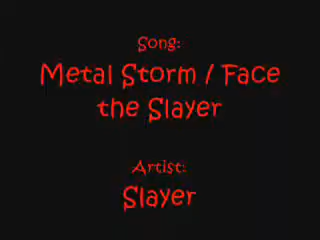 Song:
Metal Storm / Face
the Slayer
Artist:
Slayer